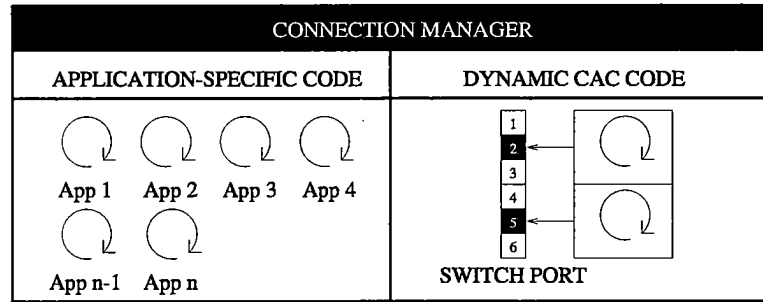 CONNECTION MANAGER
APPLICATION-SPECIFIC CODE
App 1 App 2 App 3 App 4
App n-1 App n
DYNAMIC CAC CODE
1
2
3
4
5
6
SWITCH PORT